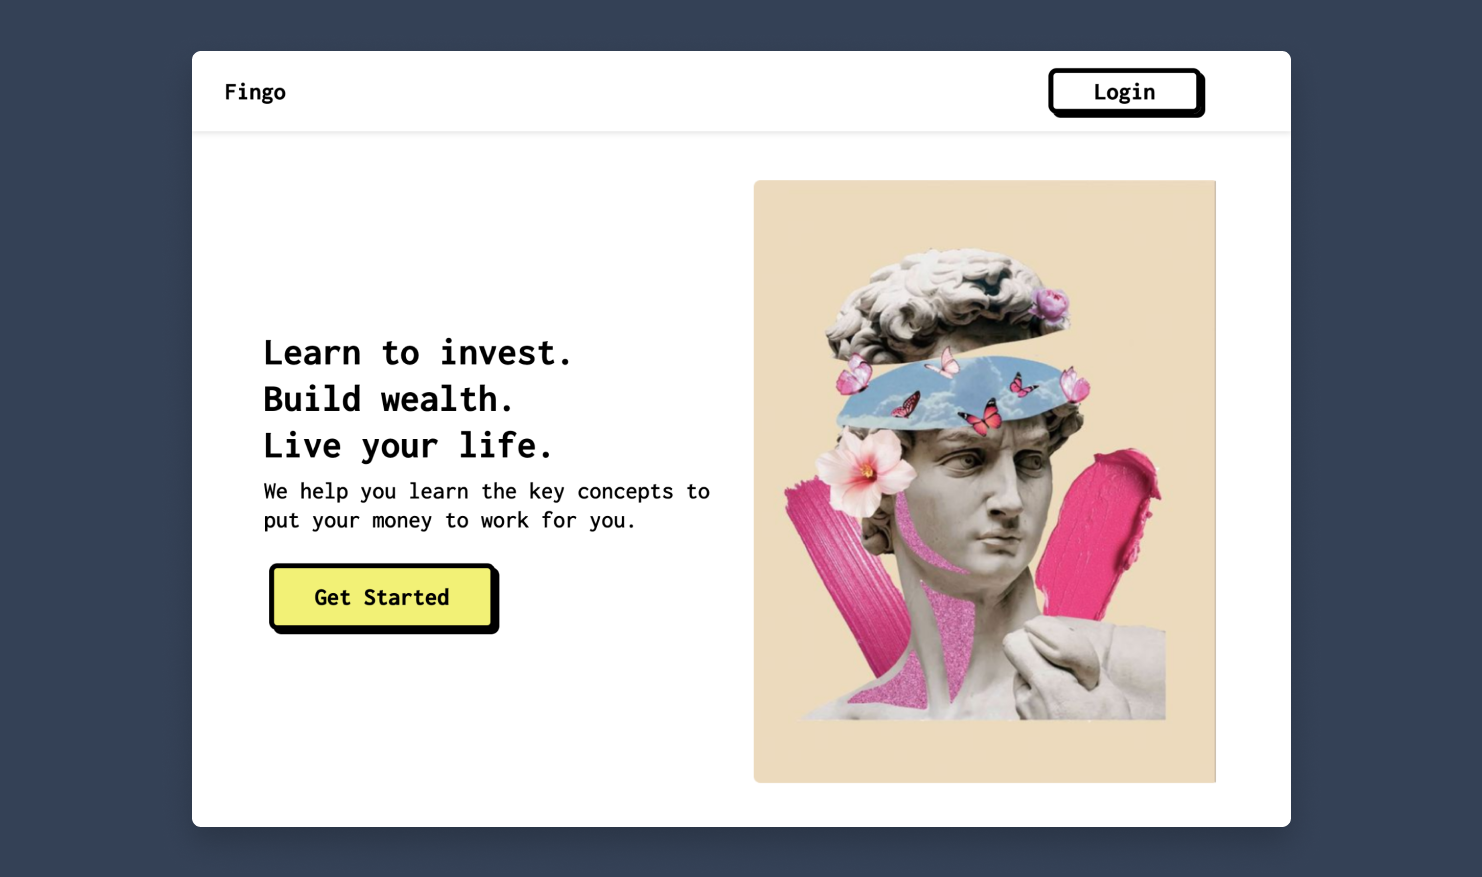 Fingo
Login
Learn to invest.
Build wealth.
Live your life.
We help you learn the key concepts to
put your money to work for you.
Get Started